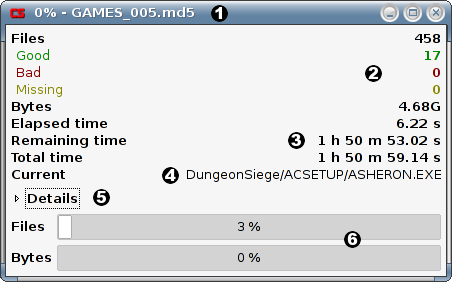 CS 0% - GAMES_005.md5 1
Files 458
Good 17
Bad 2 0
Missing 0
Bytes 4.68G
Elapsed time 6.22 s
Remaining time 3 1 h 50 m 53.02 s
Total time 1 h 50 m 59.14 s
Current 4 DungeonSiege/ACSETUP/ASHERON.EXE
Details 5
Files 3 %
6
Bytes 0 %